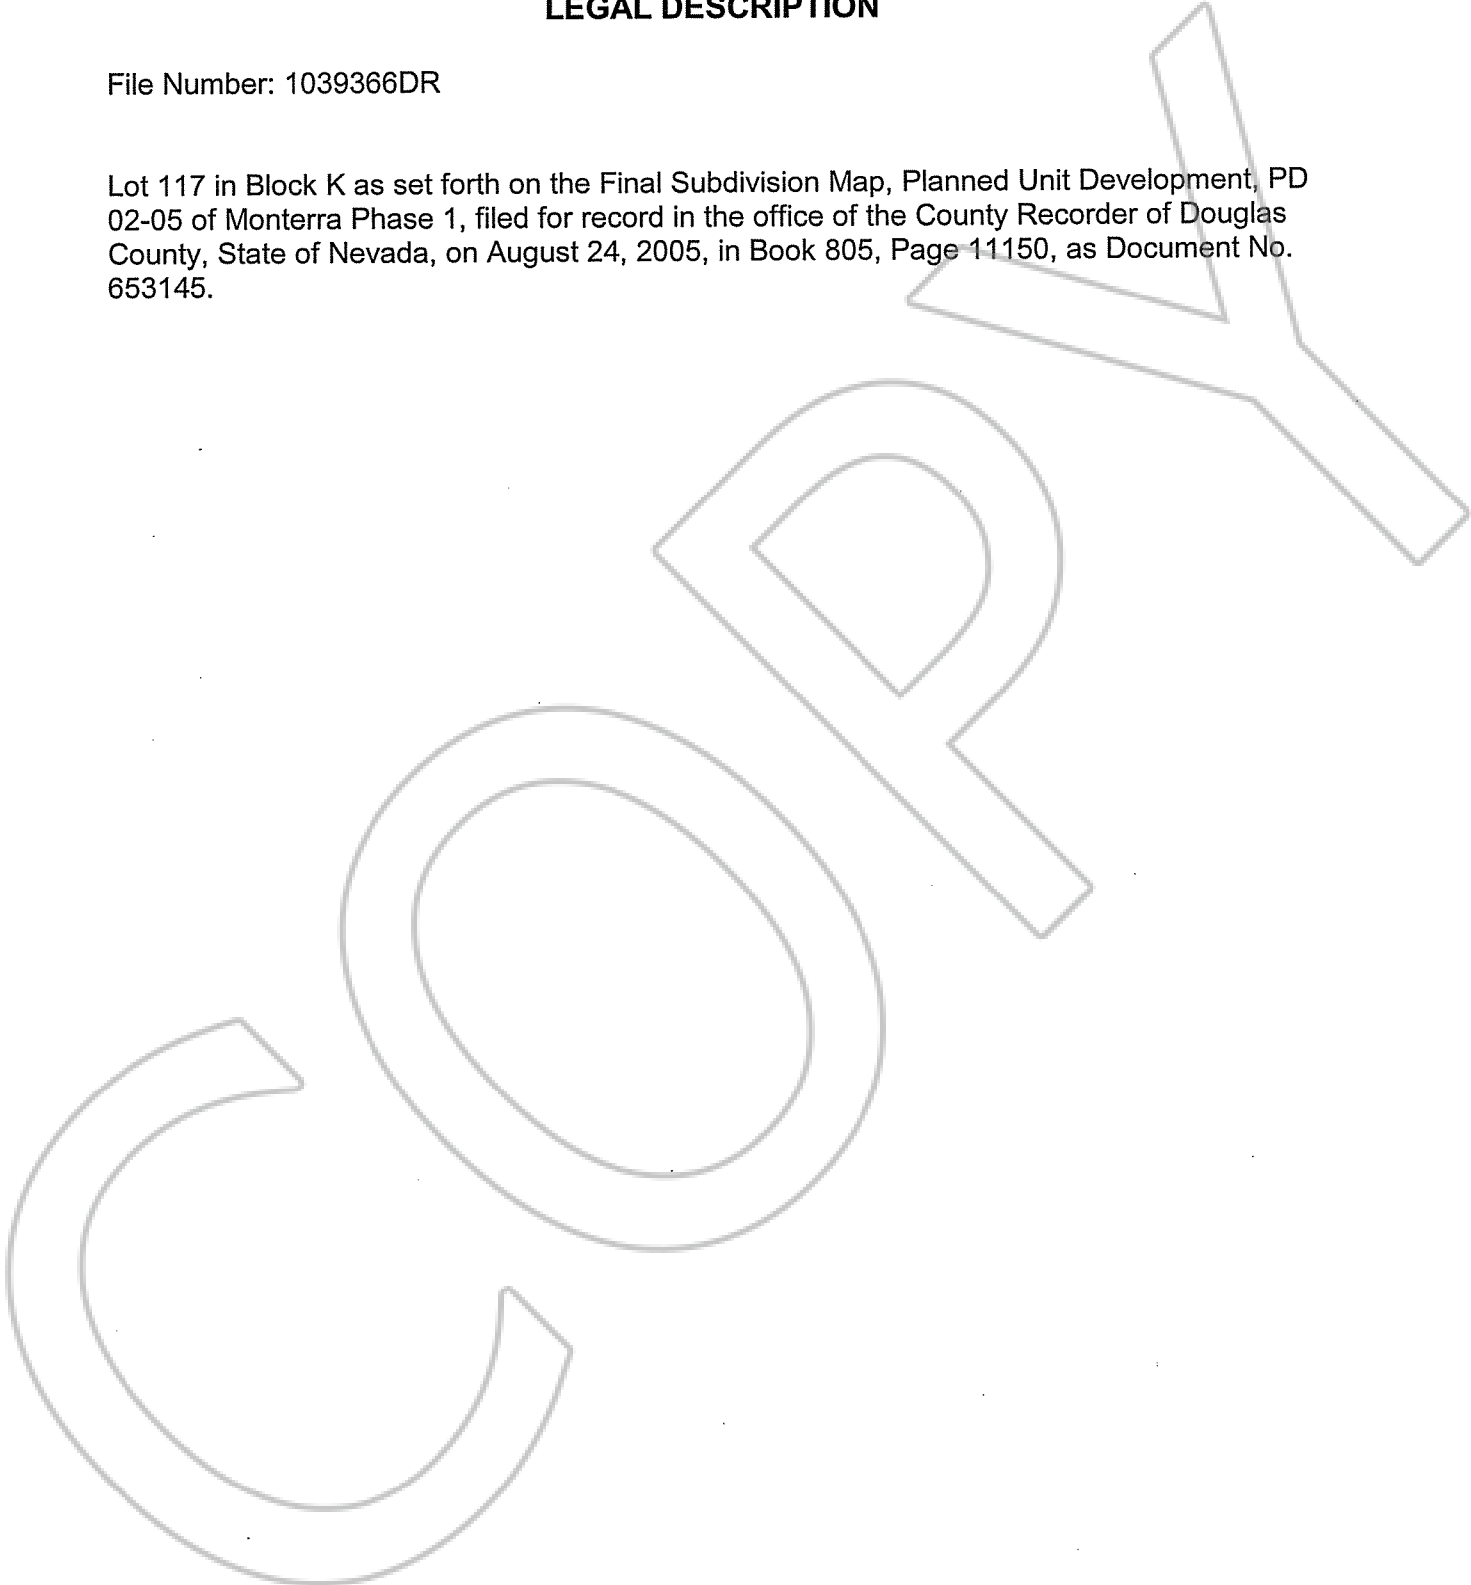 LEGAL DESCRIPTION
File Number: 1039366DR
Lot 117 in Block K as set forth on the Final Subdivision Map, Planned Unit Development, PD
02-05 of Monterra Phase 1, filed for record in the office of the County Recorder of Douglas
County, State of Nevada, on August 24, 2005, in Book 805, Page 11150, as Document No.
653145.
COPY